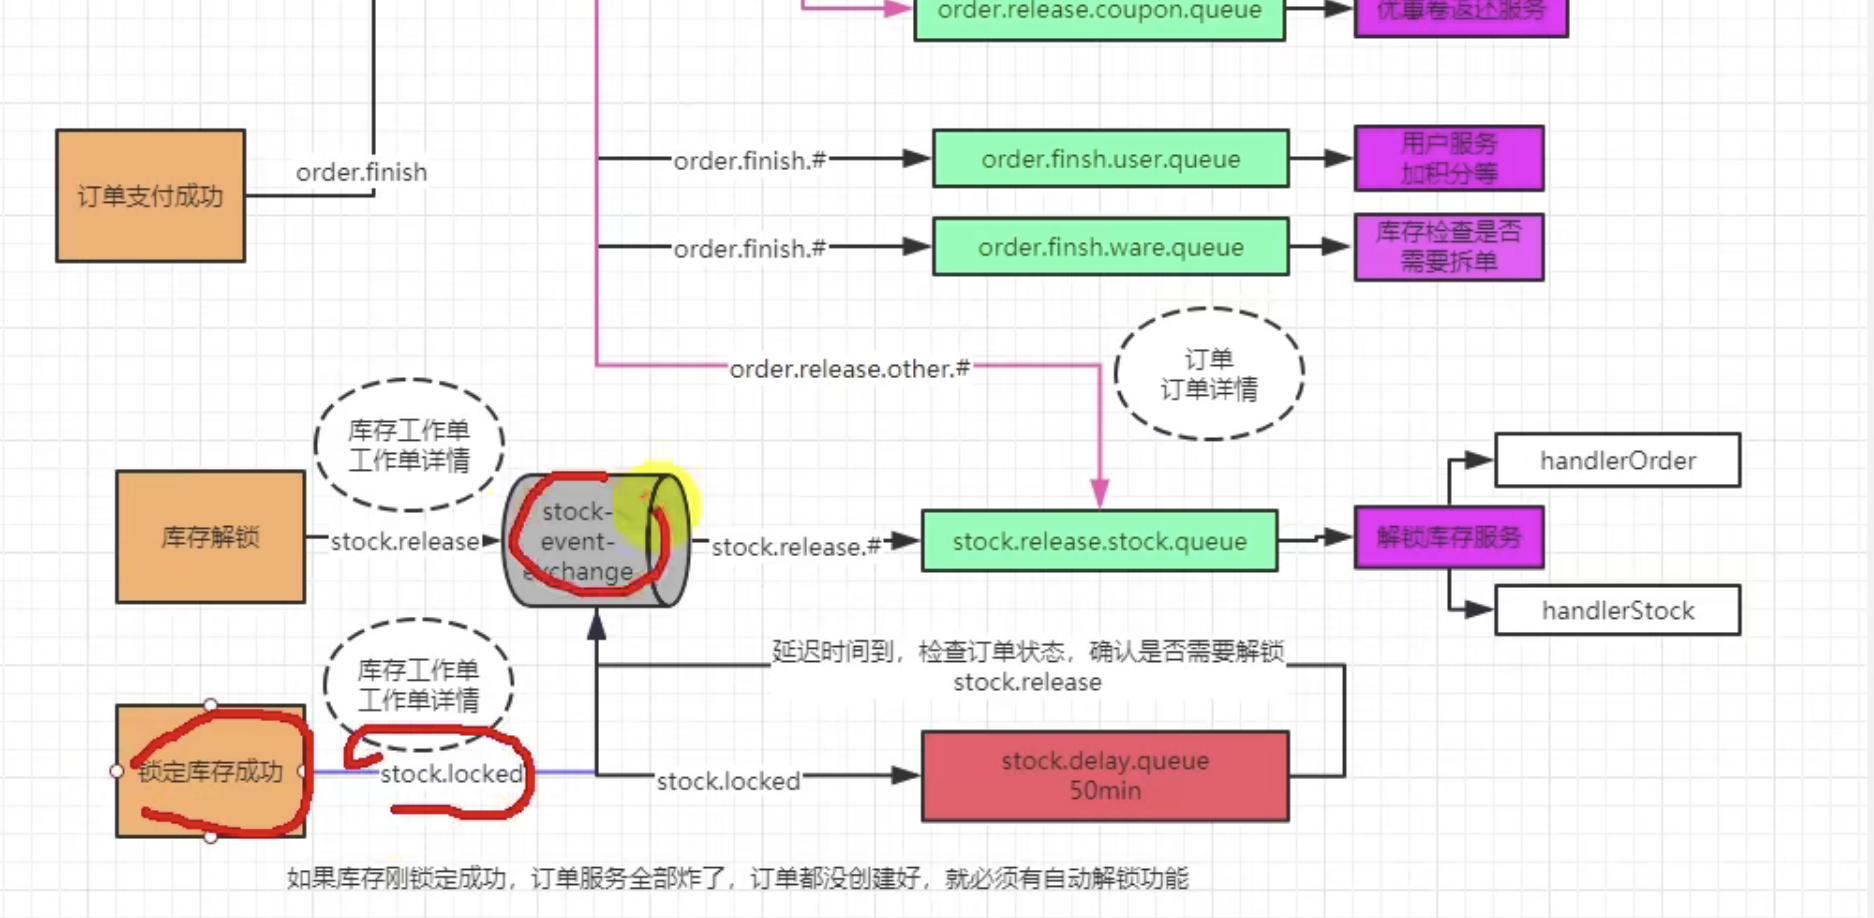 order.release.coupon.queue
优惠卷返还服务
订单支付成功
order.finish
order.finish.#
order.finsh.user.queue
用户服务
加积分等
order.finish.#
order.finsh.ware.queue
库存检查是否
需要拆单
order.release.other.#
订单
订单详情
库存工作单
工作单详情
库存解锁
stock.release
stock-
event-
exchange
stock.release.#
stock.release.stock.queue
解锁库存服务
handlerOrder
handlerStock
库存工作单
工作单详情
延迟时间到，检查订单状态，确认是否需要解锁
stock.release
锁定库存成功
stock.locked
stock.locked
stock.delay.queue
50min
如果库存刚锁定成功，订单服务全部炸了，订单都没创建好，就必须有自动解锁功能